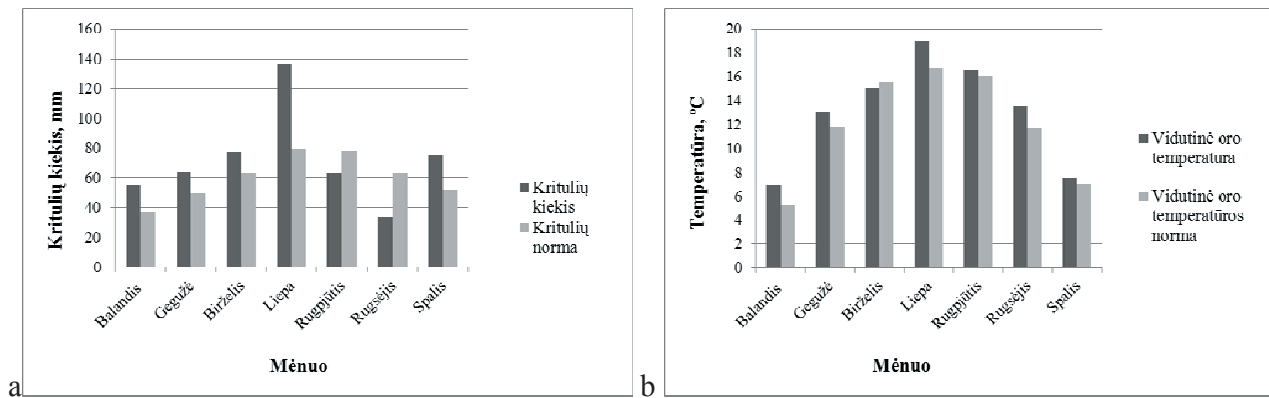 160
140
120
100
80
60
40
20
0
Kritulių kiekis, mm
Balandis
Gegužė
Birželis
Liepa
Rugpjūtis
Rugsėjis
Spalis
Mėnuo
Kritulių
kiekis
Kritulių
norma
a
20
18
16
14
12
10
8
6
4
2
0
Temperatūra, °C
Balandis
Gegužė
Birželis
Liepa
Rugpjūtis
Rugsėjis
Spalis
Mėnuo
Vidutinė oro
temperatura
Vidutinė oro
temperatūros
norma
b